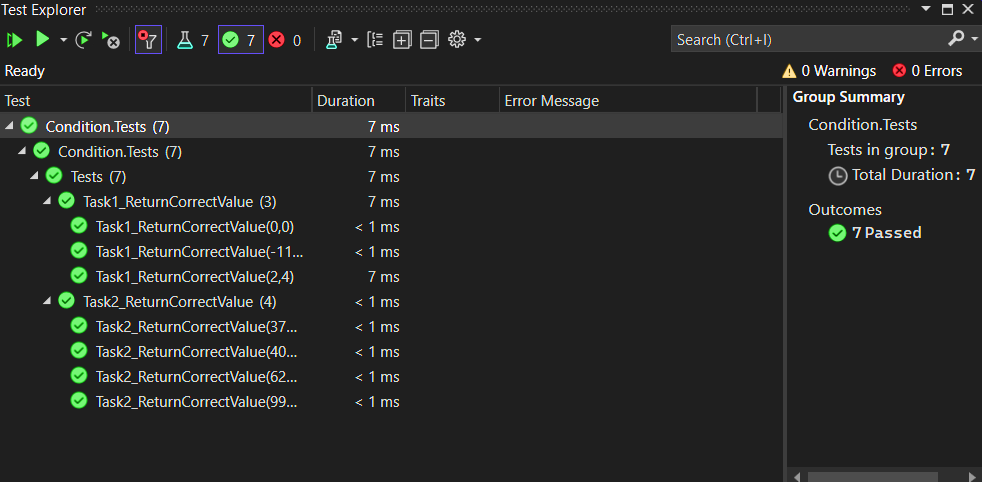 Test Explorer
7 7 0
Search (Ctrl+I)
Ready
0 Warnings 0 Errors
Test Duration Traits Error Message
Condition.Tests (7) 7 ms
Condition.Tests (7) 7 ms
Tests (7) 7 ms
Task1_ReturnCorrectValue (3) 7 ms
Task1_ReturnCorrectValue(0,0) < 1 ms
Task1_ReturnCorrectValue(-11... < 1 ms
Task1_ReturnCorrectValue(2,4) 7 ms
Task2_ReturnCorrectValue (4) < 1 ms
Task2_ReturnCorrectValue(37... < 1 ms
Task2_ReturnCorrectValue(40... < 1 ms
Task2_ReturnCorrectValue(62... < 1 ms
Task2_ReturnCorrectValue(99... < 1 ms
Group Summary
Condition.Tests
Tests in group: 7
Total Duration: 7
Outcomes
7 Passed